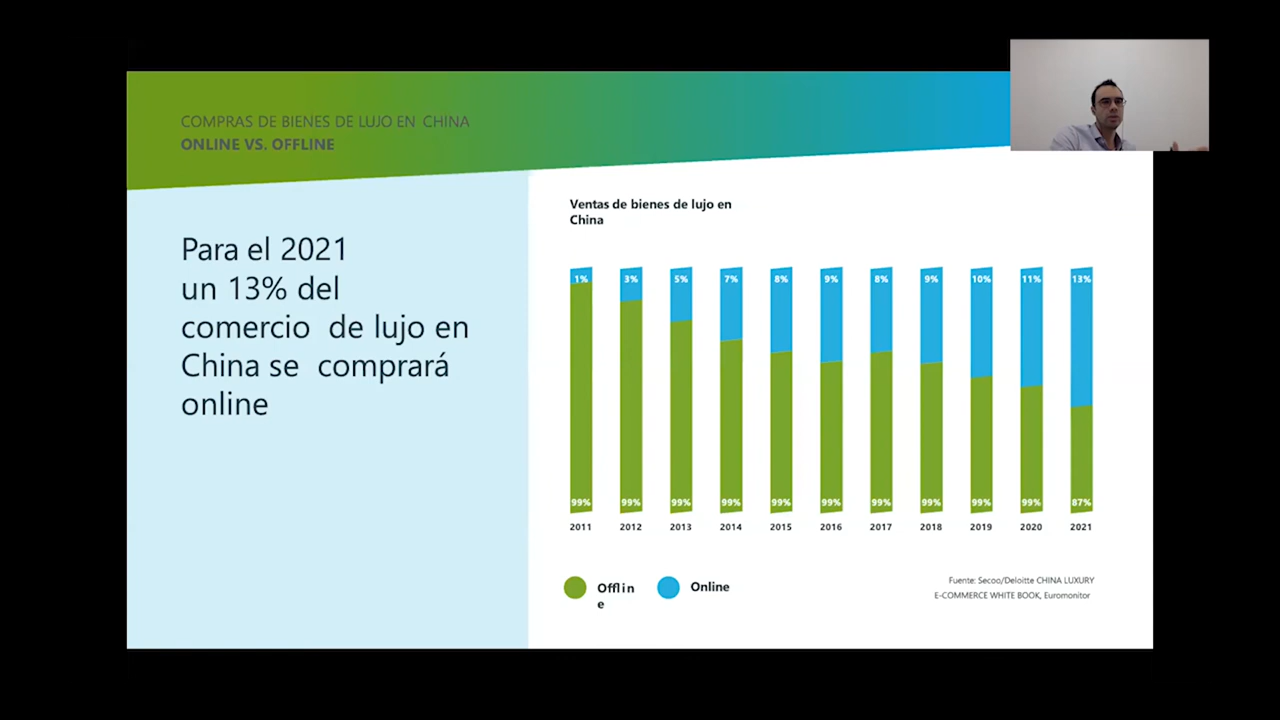 COMPRAS DE BIENES DE LUJO EN CHINA
ONLINE VS. OFFLINE
Para el 2021
un 13% del
comercio de lujo en
China se comprará
online
Ventas de bienes de lujo en
China
1% 3% 5% 7% 8% 9% 8% 9% 10% 11% 13%
99% 99% 99% 99% 99% 99% 99% 99% 99% 99% 87%
2011 2012 2013 2014 2015 2016 2017 2018 2019 2020 2021
Offlin
e
Online
Fuente: Secoo/Deloitte CHINA LUXURY
E-COMMERCE WHITE BOOK, Euromonitor